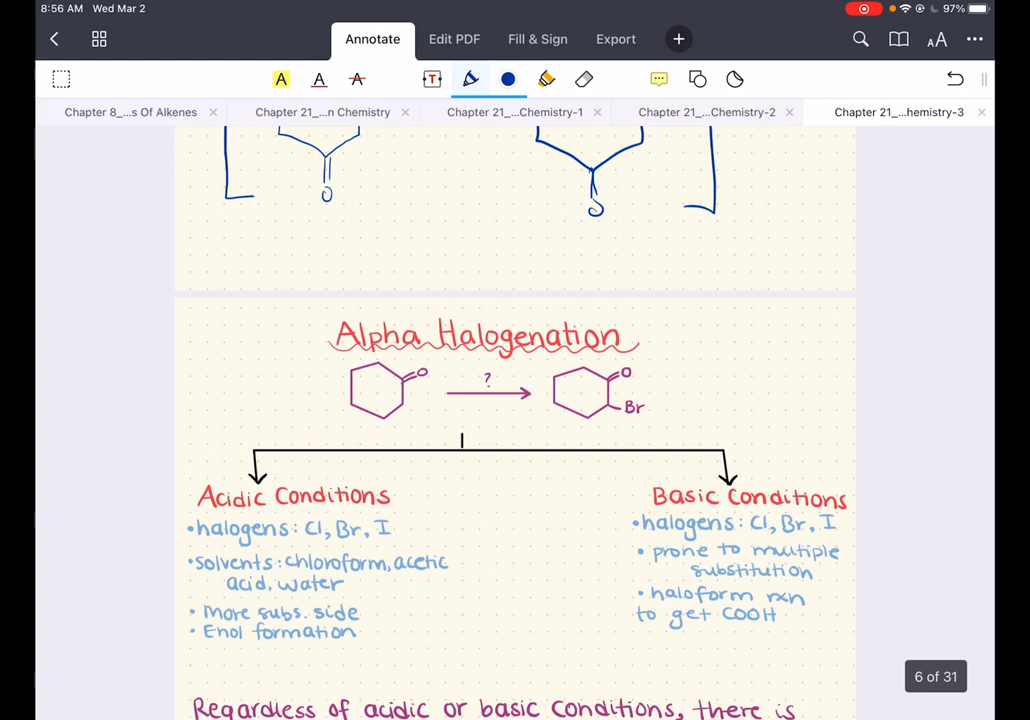 8:56 AM Wed Mar 2
97%
Annotate Edit PDF Fill & Sign Export
Chapter 8_...s Of Alkenes Chapter 21_...n Chemistry Chapter 21_...Chemistry-1 Chapter 21_...Chemistry-2 Chapter 21_...hemistry-3
O
O
Alpha Halogenation
O ? O
Br
Acidic Conditions
• halogens: Cl, Br, I
• solvents: chloroform, acetic
acid, water
• More subs. side
• Enol formation
Basic Conditions
• halogens: Cl, Br, I
• prone to multiple
substitution
• haloform rxn
to get COOH
6 of 31
Regardless of acidic or basic conditions, there is